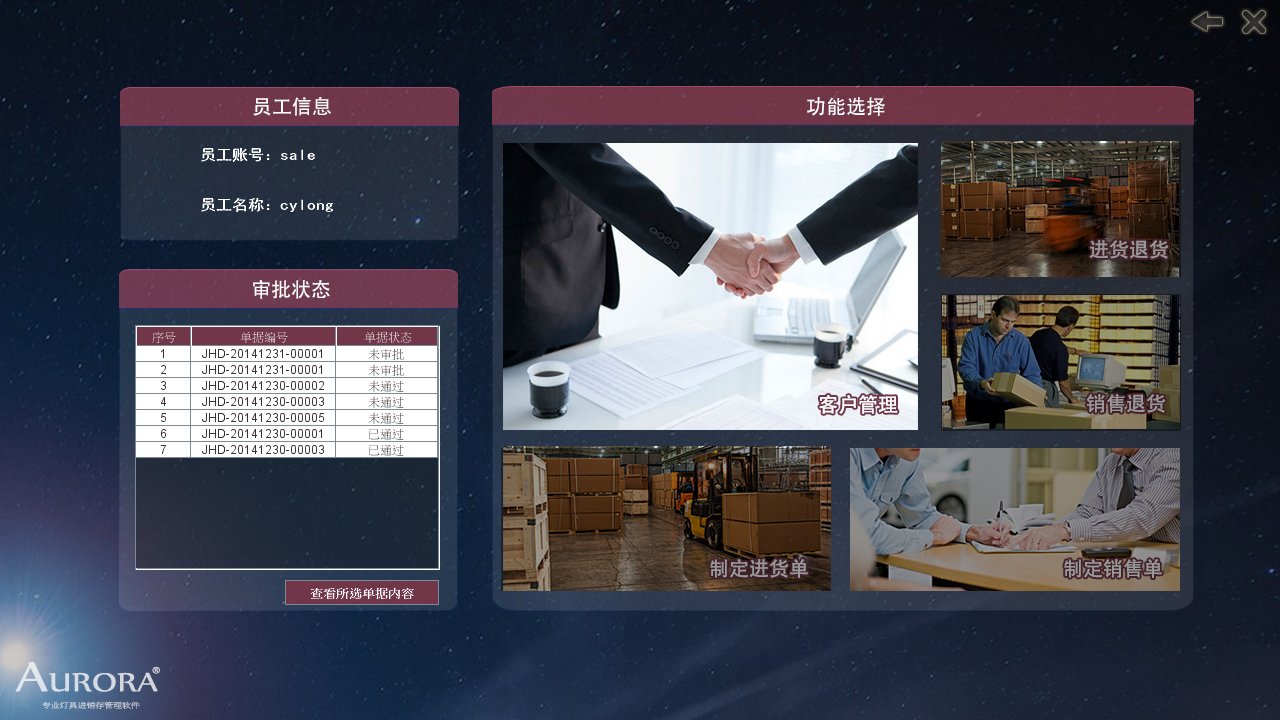 员工信息
员工账号：sale
员工名称：cylong
审批状态
序号 单据编号 单据状态
1 JHD-20141231-00001 未审批
2 JHD-20141231-00001 未审批
3 JHD-20141230-00002 未通过
4 JHD-20141230-00003 未通过
5 JHD-20141230-00005 未通过
6 JHD-20141230-00001 已通过
7 JHD-20141230-00003 已通过
查看所选单据内容
功能选择
进货退货
客户管理
销售退货
制定进货单
制定销售单
AURORA®
专业灯具进销存管理软件